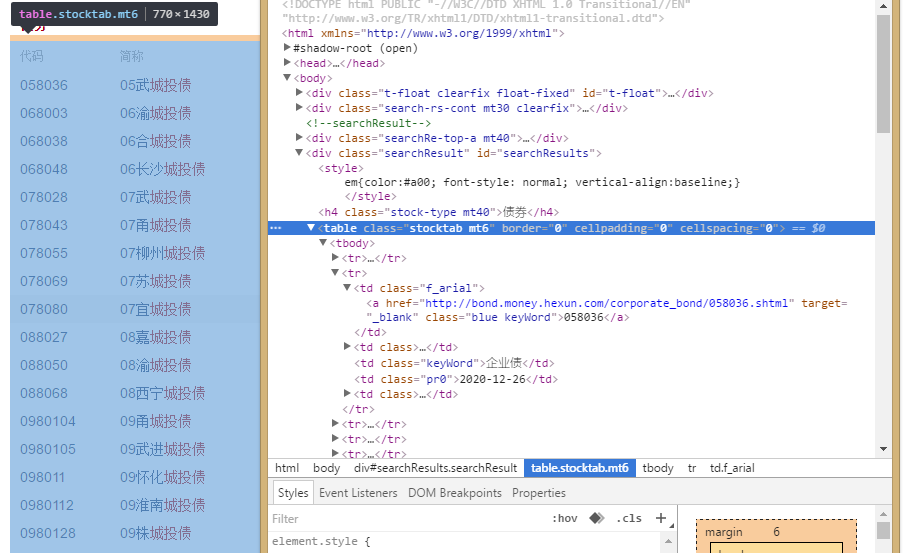 table.stocktab.mt6 | 770×1430
代码 简称
058036 05武城投债
068003 06渝城投债
068038 06合城投债
068048 06长沙城投债
078028 07武城投债
078043 07甬城投债
078055 07柳州城投债
078069 07苏城投债
078080 07宜城投债
088027 08嘉城投债
088050 08渝城投债
088068 08西宁城投债
0980104 09甬城投债
0980105 09武进城投债
098011 09怀化城投债
0980112 09淮南城投债
0980128 09株城投债
<!DOCTYPE html PUBLIC "-//W3C//DTD XHTML 1.0 Transitional//EN"
"http://www.w3.org/TR/xhtml1/DTD/xhtml1-transitional.dtd">
<html xmlns="http://www.w3.org/1999/xhtml">
#shadow-root (open)
<head>…</head>
<body>
<div class="t-float clearfix float-fixed" id="t-float">…</div>
<div class="search-rs-cont mt30 clearfix">…</div>
<!--searchResult-->
<div class="searchRe-top-a mt40">…</div>
<div class="searchResult" id="searchResults">
<style>
em{color:#a00; font-style: normal; vertical-align:baseline;}
</style>
<h4 class="stock-type mt40">债券</h4>
… <table class="stocktab mt6" border="0" cellpadding="0" cellspacing="0"> == $0
<tbody>
<tr>…</tr>
<tr>
<td class="f_arial">
<a href="http://bond.money.hexun.com/corporate_bond/058036.shtml" target=
"_blank" class="blue keyWord">058036</a>
</td>
<td class>…</td>
<td class="keyWord">企业债</td>
<td class="pr0">2020-12-26</td>
<td class>…</td>
</tr>
<tr>…</tr>
<tr>…</tr>
<tr>…</tr>
html body div#searchResults.searchResult table.stocktab.mt6 tbody tr td.f_arial
Styles Event Listeners DOM Breakpoints Properties
Filter :hov .cls +
element.style {
margin 6